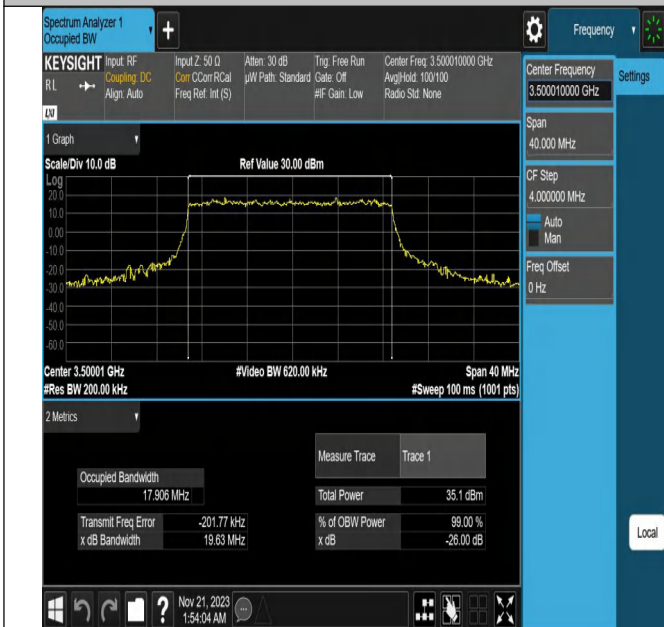 Spectrum Analyzer 1
Occupied BW
+
Frequency
KEYSIGHT
RL
LXI
Input: RF
Coupling: DC
Align: Auto
Input Z: 50 Ω
Corr CCorr RCal
Freq Ref: Int (S)
Atten: 30 dB
µW Path: Standard
Trig: Free Run
Gate: Off
#IF Gain: Low
Center Freq: 3.500010000 GHz
Avg|Hold: 100/100
Radio Std: None
Center Frequency
3.500010000 GHz
Settings
Span
40.000 MHz
CF Step
4.000000 MHz
Auto
Man
Freq Offset
0 Hz
Local
1 Graph
Scale/Div 10.0 dB
Ref Value 30.00 dBm
Log
20.0
10.0
0.00
-10.0
-20.0
-30.0
-40.0
-50.0
-60.0
Center 3.50001 GHz
#Video BW 620.00 kHz
Span 40 MHz
#Res BW 200.00 kHz
#Sweep 100 ms (1001 pts)
2 Metrics
Measure Trace
Trace 1
Occupied Bandwidth
17.906 MHz
Total Power
35.1 dBm
Transmit Freq Error
-201.77 kHz
% of OBW Power
99.00 %
x dB Bandwidth
19.63 MHz
x dB
-26.00 dB
?
Nov 21, 2023
1:54:04 AM